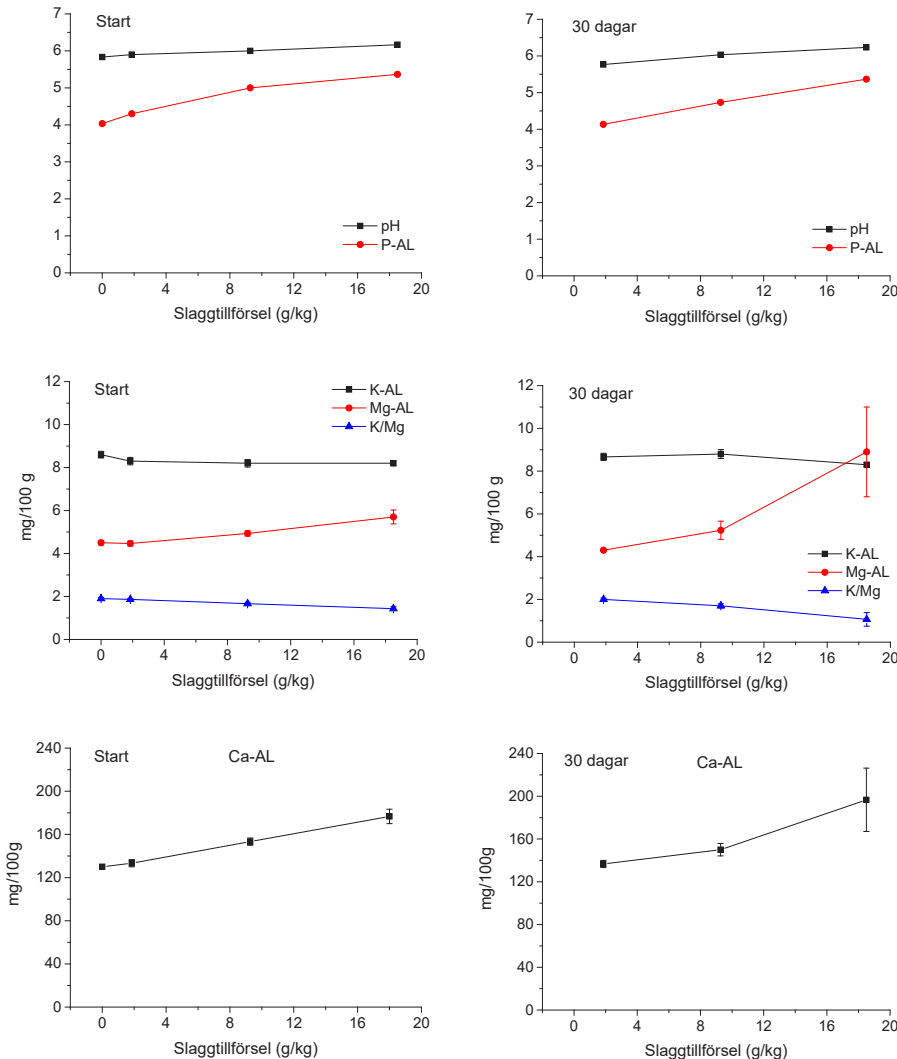 Start
7
6
5
4
3
2
1
0
pH
P-AL
0 4 8 12 16 20
Slaggtillförsel (g/kg)
30 dagar
7
6
5
4
3
2
1
0
pH
P-AL
0 4 8 12 16 20
Slaggtillförsel (g/kg)
Start
12
10
8
6
4
2
0
mg/100 g
K-AL
Mg-AL
K/Mg
0 4 8 12 16 20
Slaggtillförsel (g/kg)
30 dagar
12
10
8
6
4
2
0
mg/100 g
K-AL
Mg-AL
K/Mg
0 4 8 12 16 20
Slaggtillförsel (g/kg)
Start Ca-AL
240
200
160
120
80
40
0
mg/100g
0 4 8 12 16 20
Slaggtillförsel (g/kg)
30 dagar Ca-AL
240
200
160
120
80
40
0
mg/100g
0 4 8 12 16 20
Slaggtillförsel (g/kg)